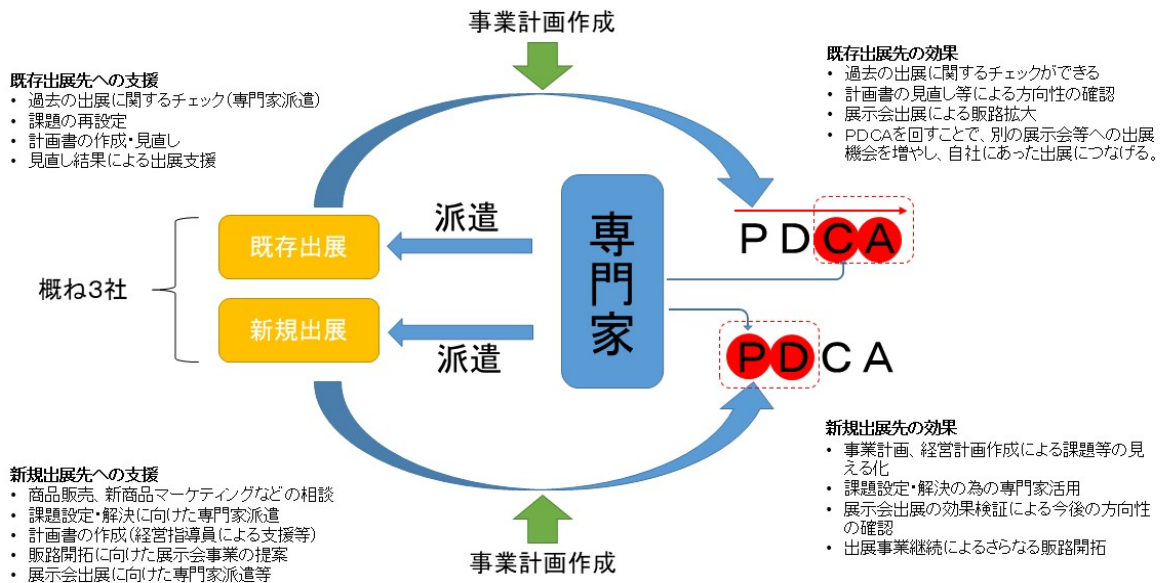 事業計画作成
既存出展先への支援
• 過去の出展に関するチェック(専門家派遣)
• 課題の再設定
• 計画書の作成・見直し
• 見直し結果による出展支援
既存出展先の効果
• 過去の出展に関するチェックができる
• 計画書の見直し等による方向性の確認
• 展示会出展による販路拡大
• PDCAを回すことで、別の展示会等への出展
機会を増やし、自社にあった出展につなげる。
概ね3社
既存出展
新規出展
派遣
派遣
専門家
PDCA
PDCA
新規出展先への支援
• 商品販売、新商品マーケティングなどの相談
• 課題設定・解決に向けた専門家派遣
• 計画書の作成(経営指導員による支援等)
• 販路開拓に向けた展示会事業の提案
• 展示会出展に向けた専門家派遣等
新規出展先の効果
• 事業計画、経営計画作成による課題等の見
える化
• 課題設定・解決の為の専門家活用
• 展示会出展の効果検証による今後の方向性
の確認
• 出展事業継続によるさらなる販路開拓
事業計画作成